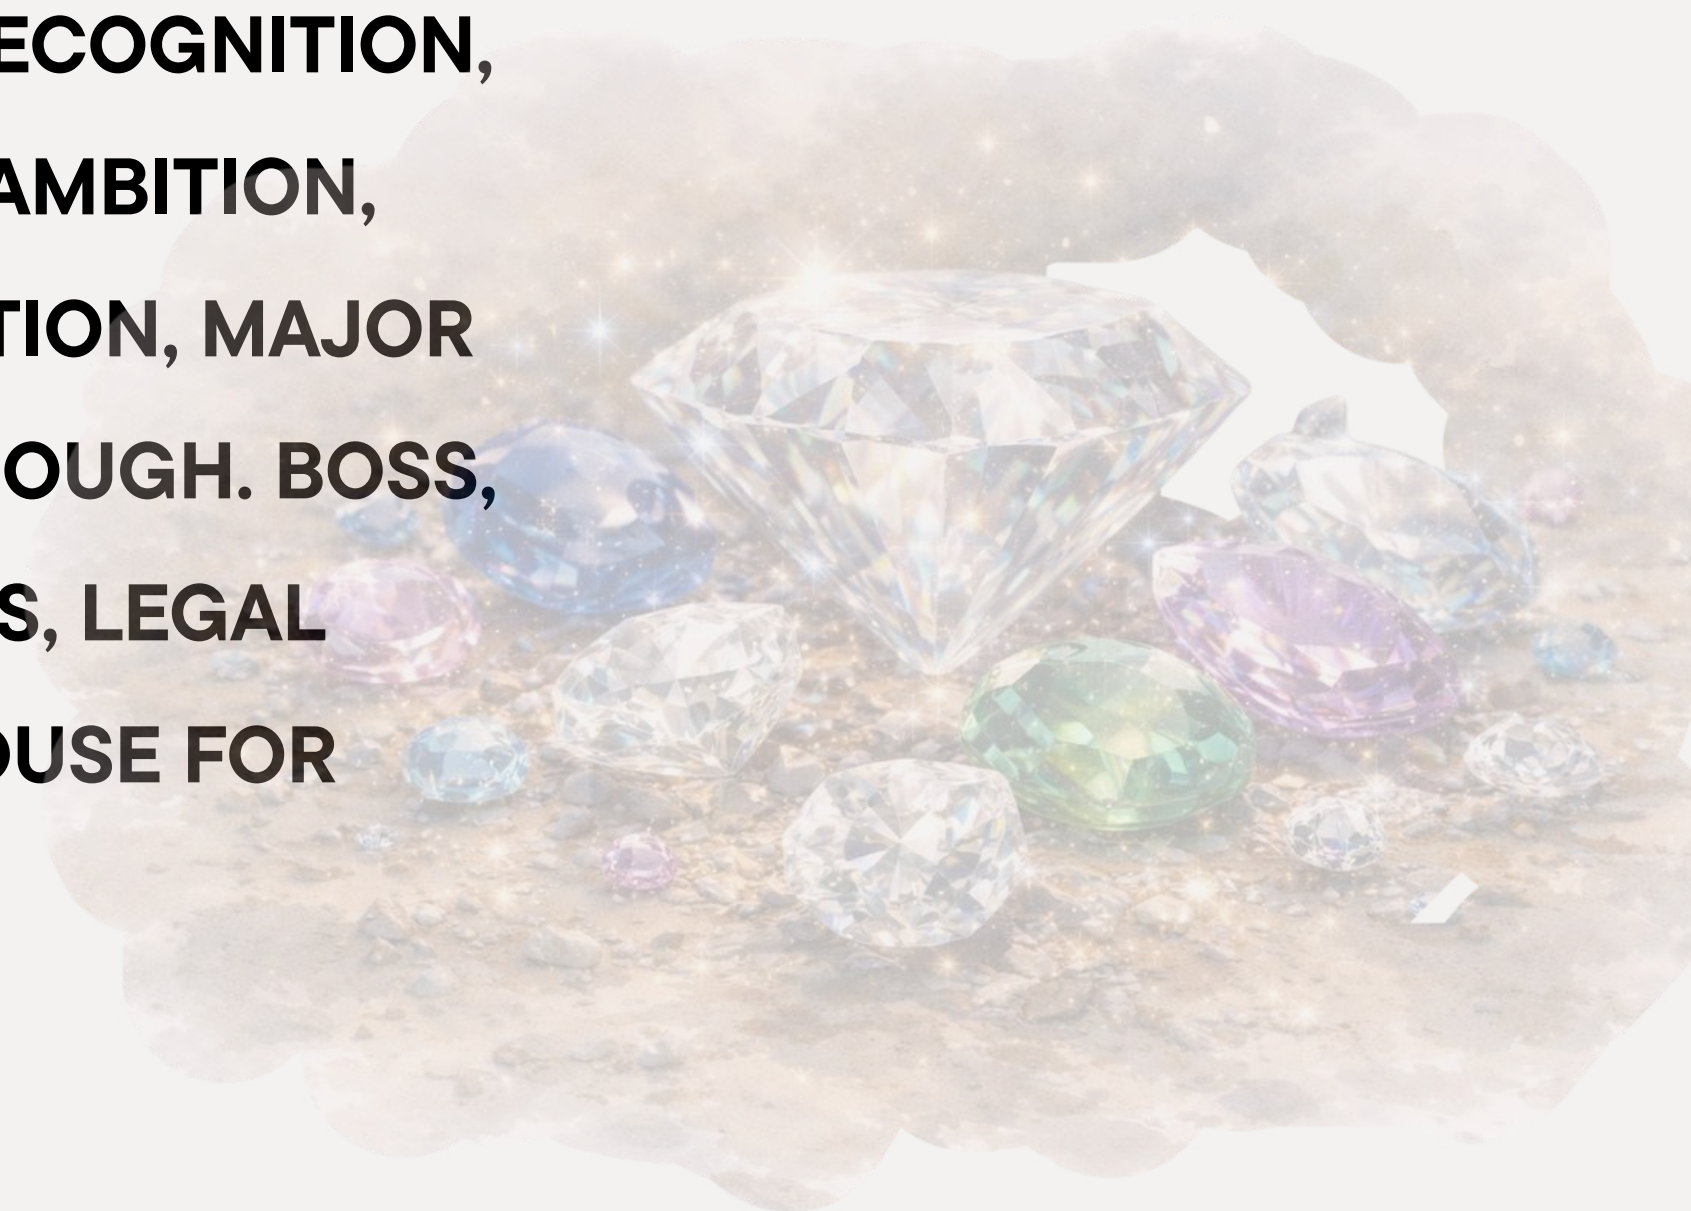 ECOGNITION,
AMBITION,
TION, MAJOR
OUGH. BOSS,
S, LEGAL
OUSE FOR